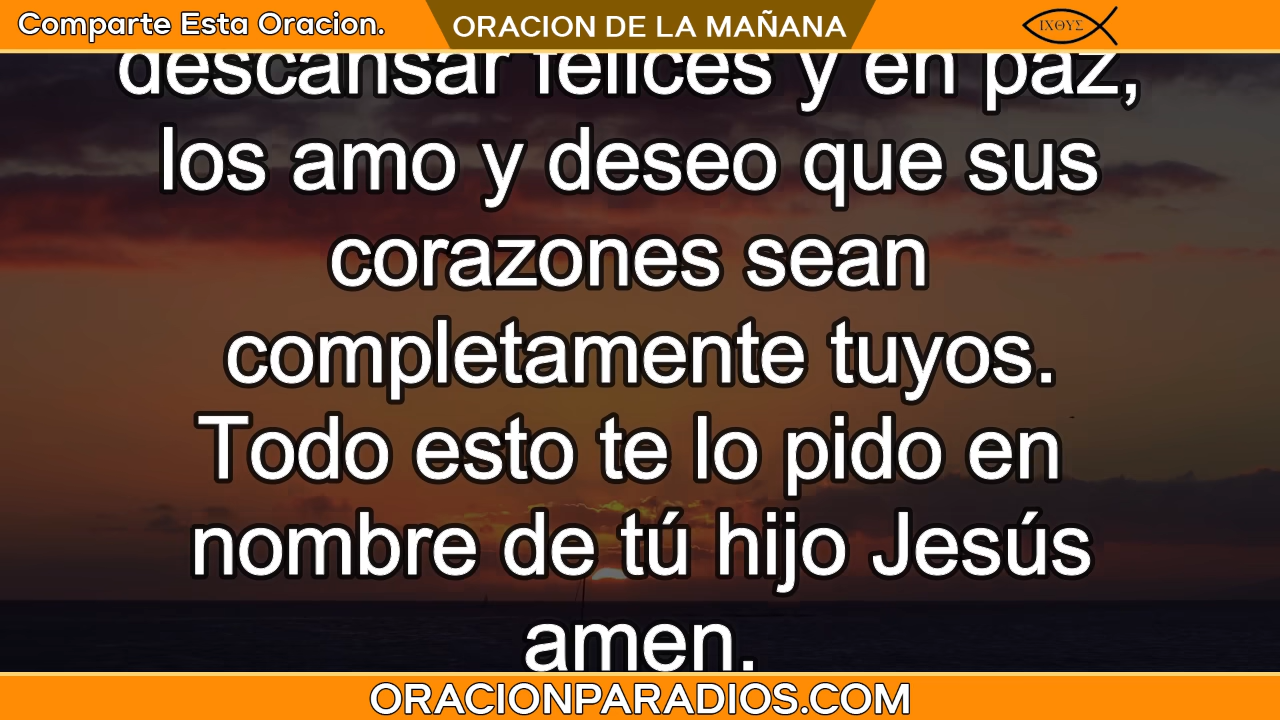 Comparte Esta Oracion.
ORACION DE LA MAÑANA
ΙΧΘΥΣ
descansar felices y en paz,
los amo y deseo que sus
corazones sean
completamente tuyos.
Todo esto te lo pido en
nombre de tú hijo Jesús
amen.
ORACIONPARADIOS.COM